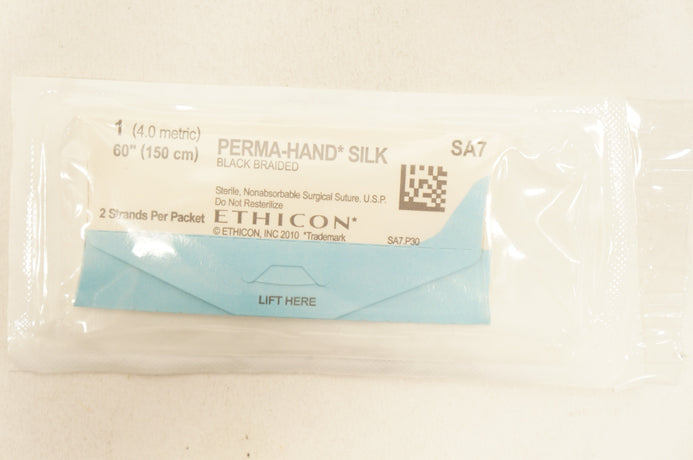 1 (4.0 metric)
60" (150 cm)
PERMA-HAND* SILK
BLACK BRAIDED
SA7
Sterile, Nonabsorbable Surgical Suture, U.S.P.
Do Not Resterilize
2 Strands Per Packet
ETHICON*
© ETHICON, INC 2010 *Trademark
SA7.P30
LIFT HERE